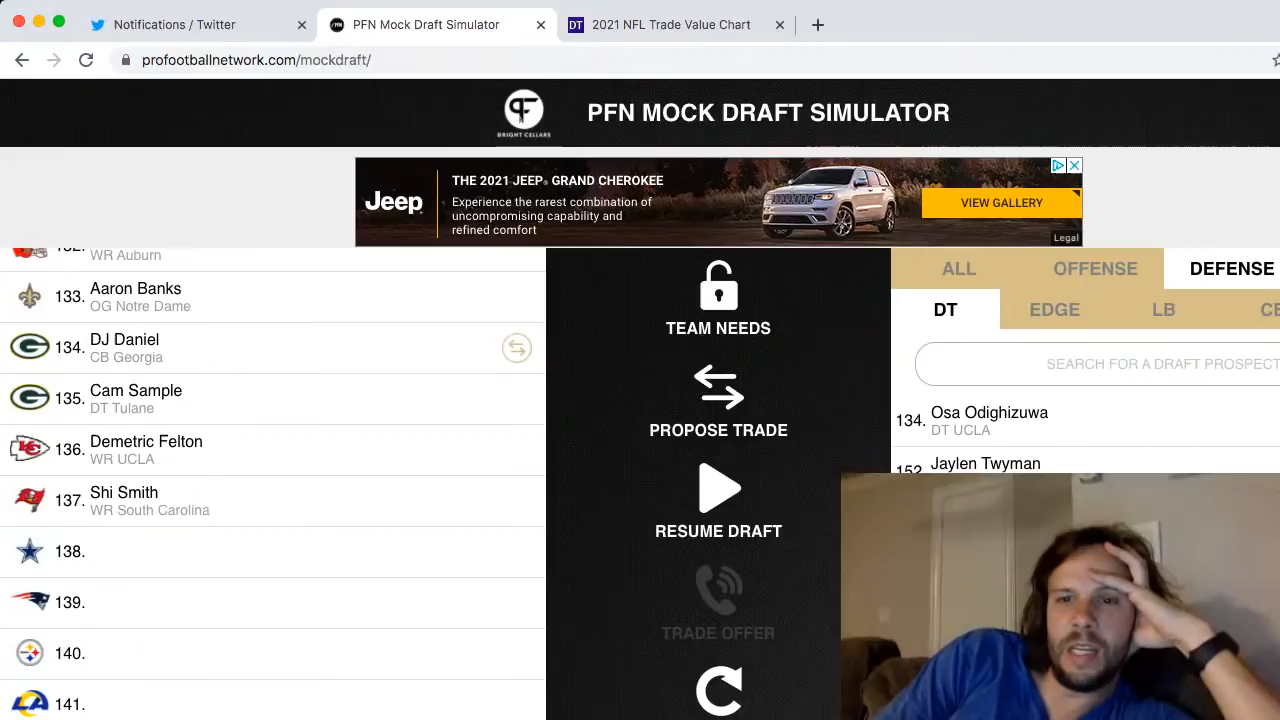 Notifications / Twitter
PFN Mock Draft Simulator
DT
2021 NFL Trade Value Chart
profootballnetwork.com/mockdraft/
BRIGHT CELLARS
PFN MOCK DRAFT SIMULATOR
Jeep
THE 2021 JEEP® GRAND CHEROKEE
Experience the rarest combination of
uncompromising capability and
refined comfort
VIEW GALLERY
Legal
WR Auburn
133. Aaron Banks
OG Notre Dame
134. DJ Daniel
CB Georgia
135. Cam Sample
DT Tulane
136. Demetric Felton
WR UCLA
137. Shi Smith
WR South Carolina
138.
139.
140.
141.
TEAM NEEDS
PROPOSE TRADE
RESUME DRAFT
TRADE OFFER
ALL OFFENSE DEFENSE
DT EDGE LB
SEARCH FOR A DRAFT PROSPECT
134. Osa Odighizuwa
DT UCLA
152. Jaylen Twyman